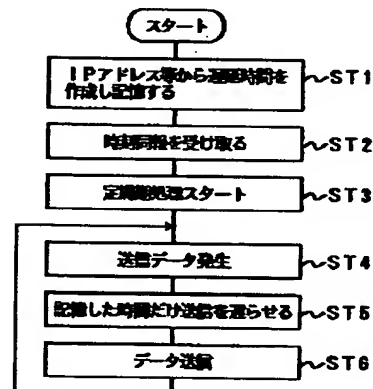 スタート
IPアドレス等から遅延時間を
作成し記憶する
~ST1
時刻同報を受け取る
~ST2
定周期処理スタート
~ST3
送信データ発生
~ST4
記憶した時間だけ送信を遅らせる
~ST5
データ送信
~ST6